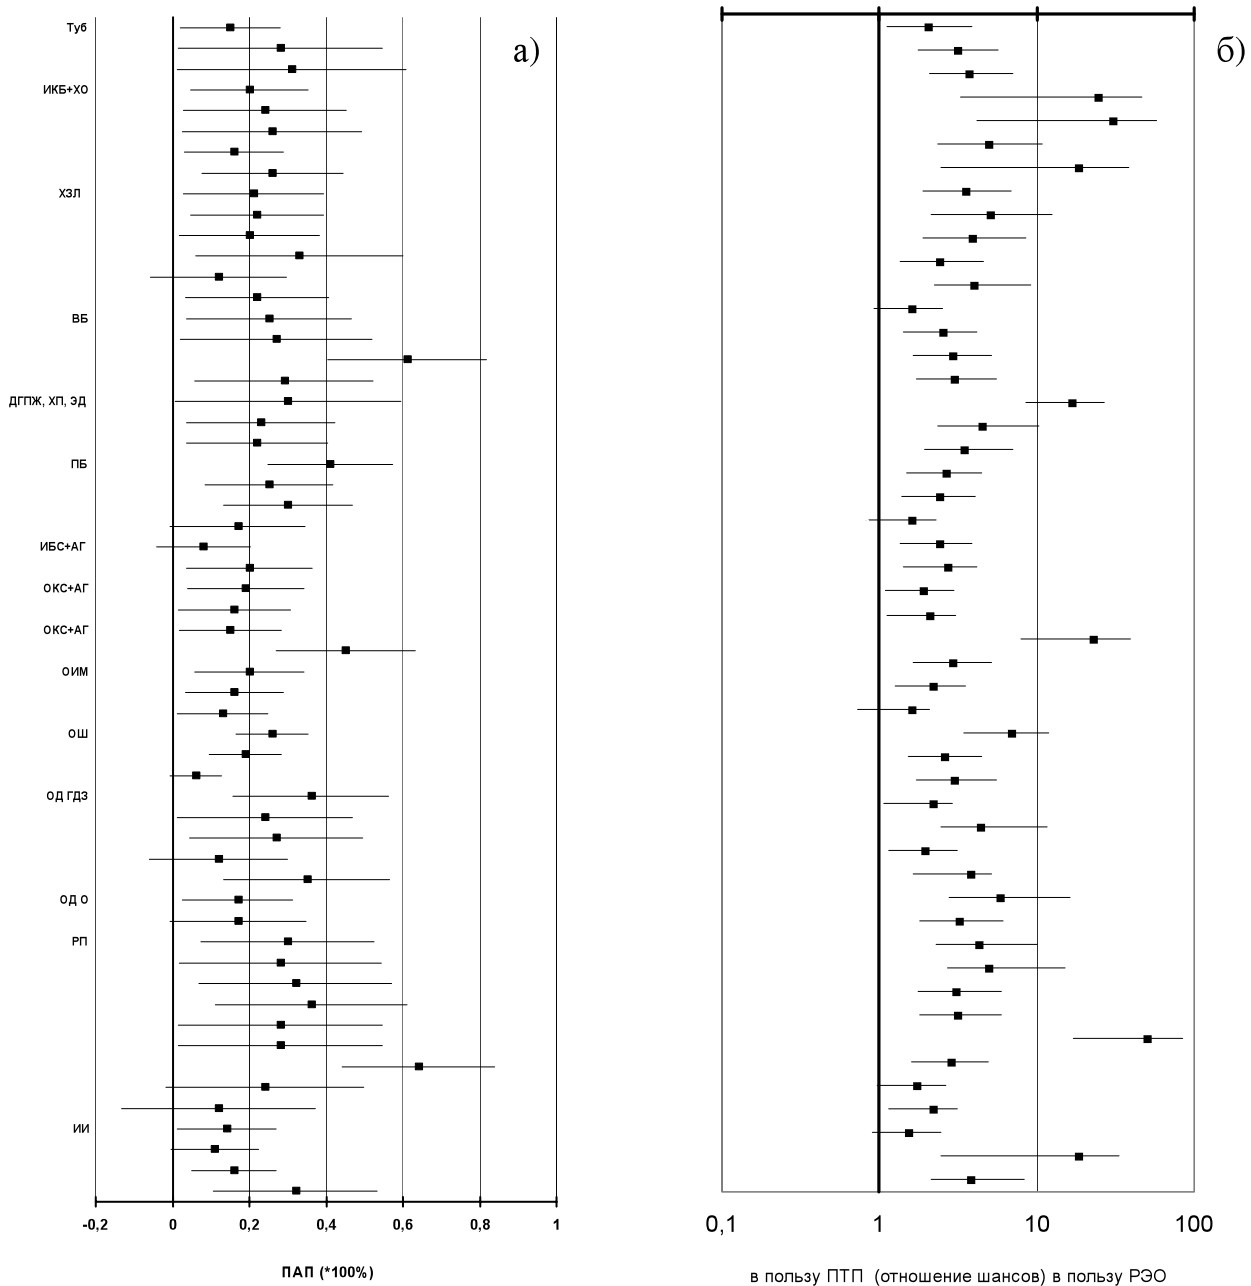 а)
Туб
ИКБ+ХО
ХЗЛ
ВБ
ДГПЖ, ХП, ЭД
ПБ
ИБС+АГ
ОКС+АГ
ОКС+АГ
ОИМ
ОШ
ОД ГДЗ
ОД О
РП
ИИ
-0,2 0 0,2 0,4 0,6 0,8 1
ПАП (*100%)
б)
0,1 1 10 100
в пользу ПТП (отношение шансов) в пользу РЭО